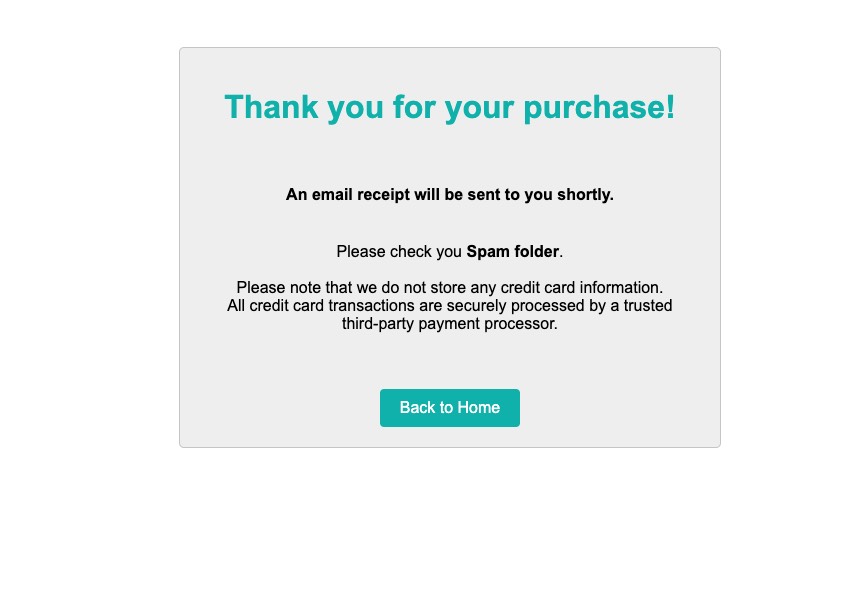 Thank you for your purchase!
An email receipt will be sent to you shortly.
Please check you Spam folder.
Please note that we do not store any credit card information.
All credit card transactions are securely processed by a trusted
third-party payment processor.
Back to Home